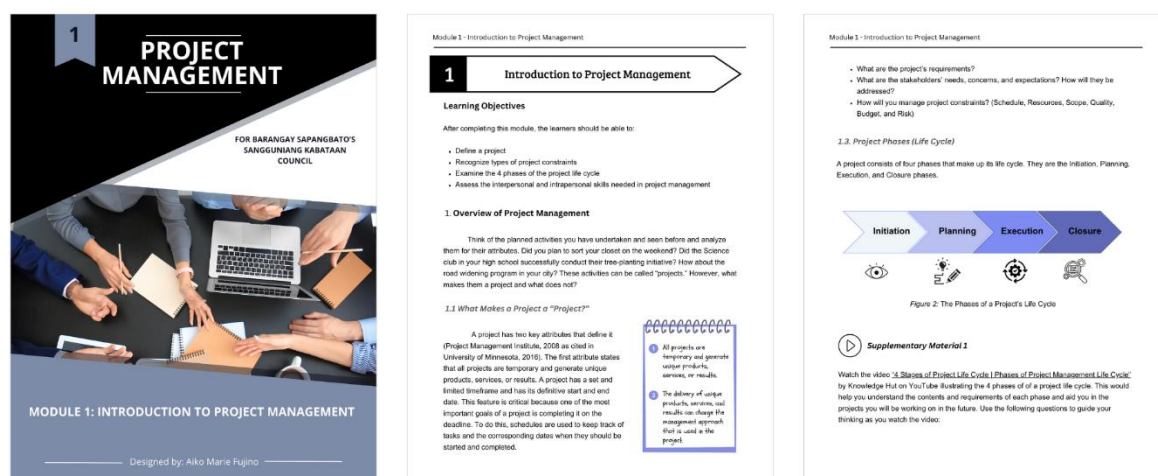 1
PROJECT
MANAGEMENT
FOR BARANGAY SAPANGBATO'S
SANGGUNIANG KABATAAN
COUNCIL
MODULE 1: INTRODUCTION TO PROJECT MANAGEMENT
Designed by: Aiko Marie Fujino
Module 1 - Introduction to Project Management
1
Introduction to Project Management
Learning Objectives
After completing this module, the learners should be able to:
• Define a project
• Recognize types of project constraints
• Examine the 4 phases of the project life cycle
• Assess the interpersonal and intrapersonal skills needed in project management
1. Overview of Project Management
Think of the planned activities you have undertaken and seen before and analyze
them for their attributes. Did you plan to sort your closet on the weekend? Did the Science
club in your high school successfully conduct their tree-planting initiative? How about the
road widening program in your city? These activities can be called "projects." However, what
makes them a project and what does not?
1.1 What Makes a Project a "Project?"
A project has two key attributes that define it
(Project Management Institute, 2008 as cited in
University of Minnesota, 2016). The first attribute states
that all projects are temporary and generate unique
products, services, or results. A project has a set and
limited timeframe and has its definitive start and end
date. This feature is critical because one of the most
important goals of a project is completing it on the
deadline. To do this, schedules are used to keep track of
tasks and the corresponding dates when they should be
started and completed.
1 All projects are
temporary and generate
unique products,
services, or results.
2 The delivery of unique
products, services, and
results can change the
management approach
that is used in the
project.
Module 1 - Introduction to Project Management
• What are the project's requirements?
• What are the stakeholders' needs, concerns, and expectations? How will they be
addressed?
• How will you manage project constraints? (Schedule, Resources, Scope, Quality,
Budget, and Risk)
1.3. Project Phases (Life Cycle)
A project consists of four phases that make up its life cycle. They are the Initiation, Planning,
Execution, and Closure phases.
Initiation Planning Execution Closure
Figure 2: The Phases of a Project's Life Cycle
Supplementary Material 1
Watch the video "4 Stages of Project Life Cycle | Phases of Project Management Life Cycle"
by Knowledge Hut on YouTube illustrating the 4 phases of of a project life cycle. This would
help you understand the contents and requirements of each phase and aid you in the
projects you will be working on in the future. Use the following questions to guide your
thinking as you watch the video: